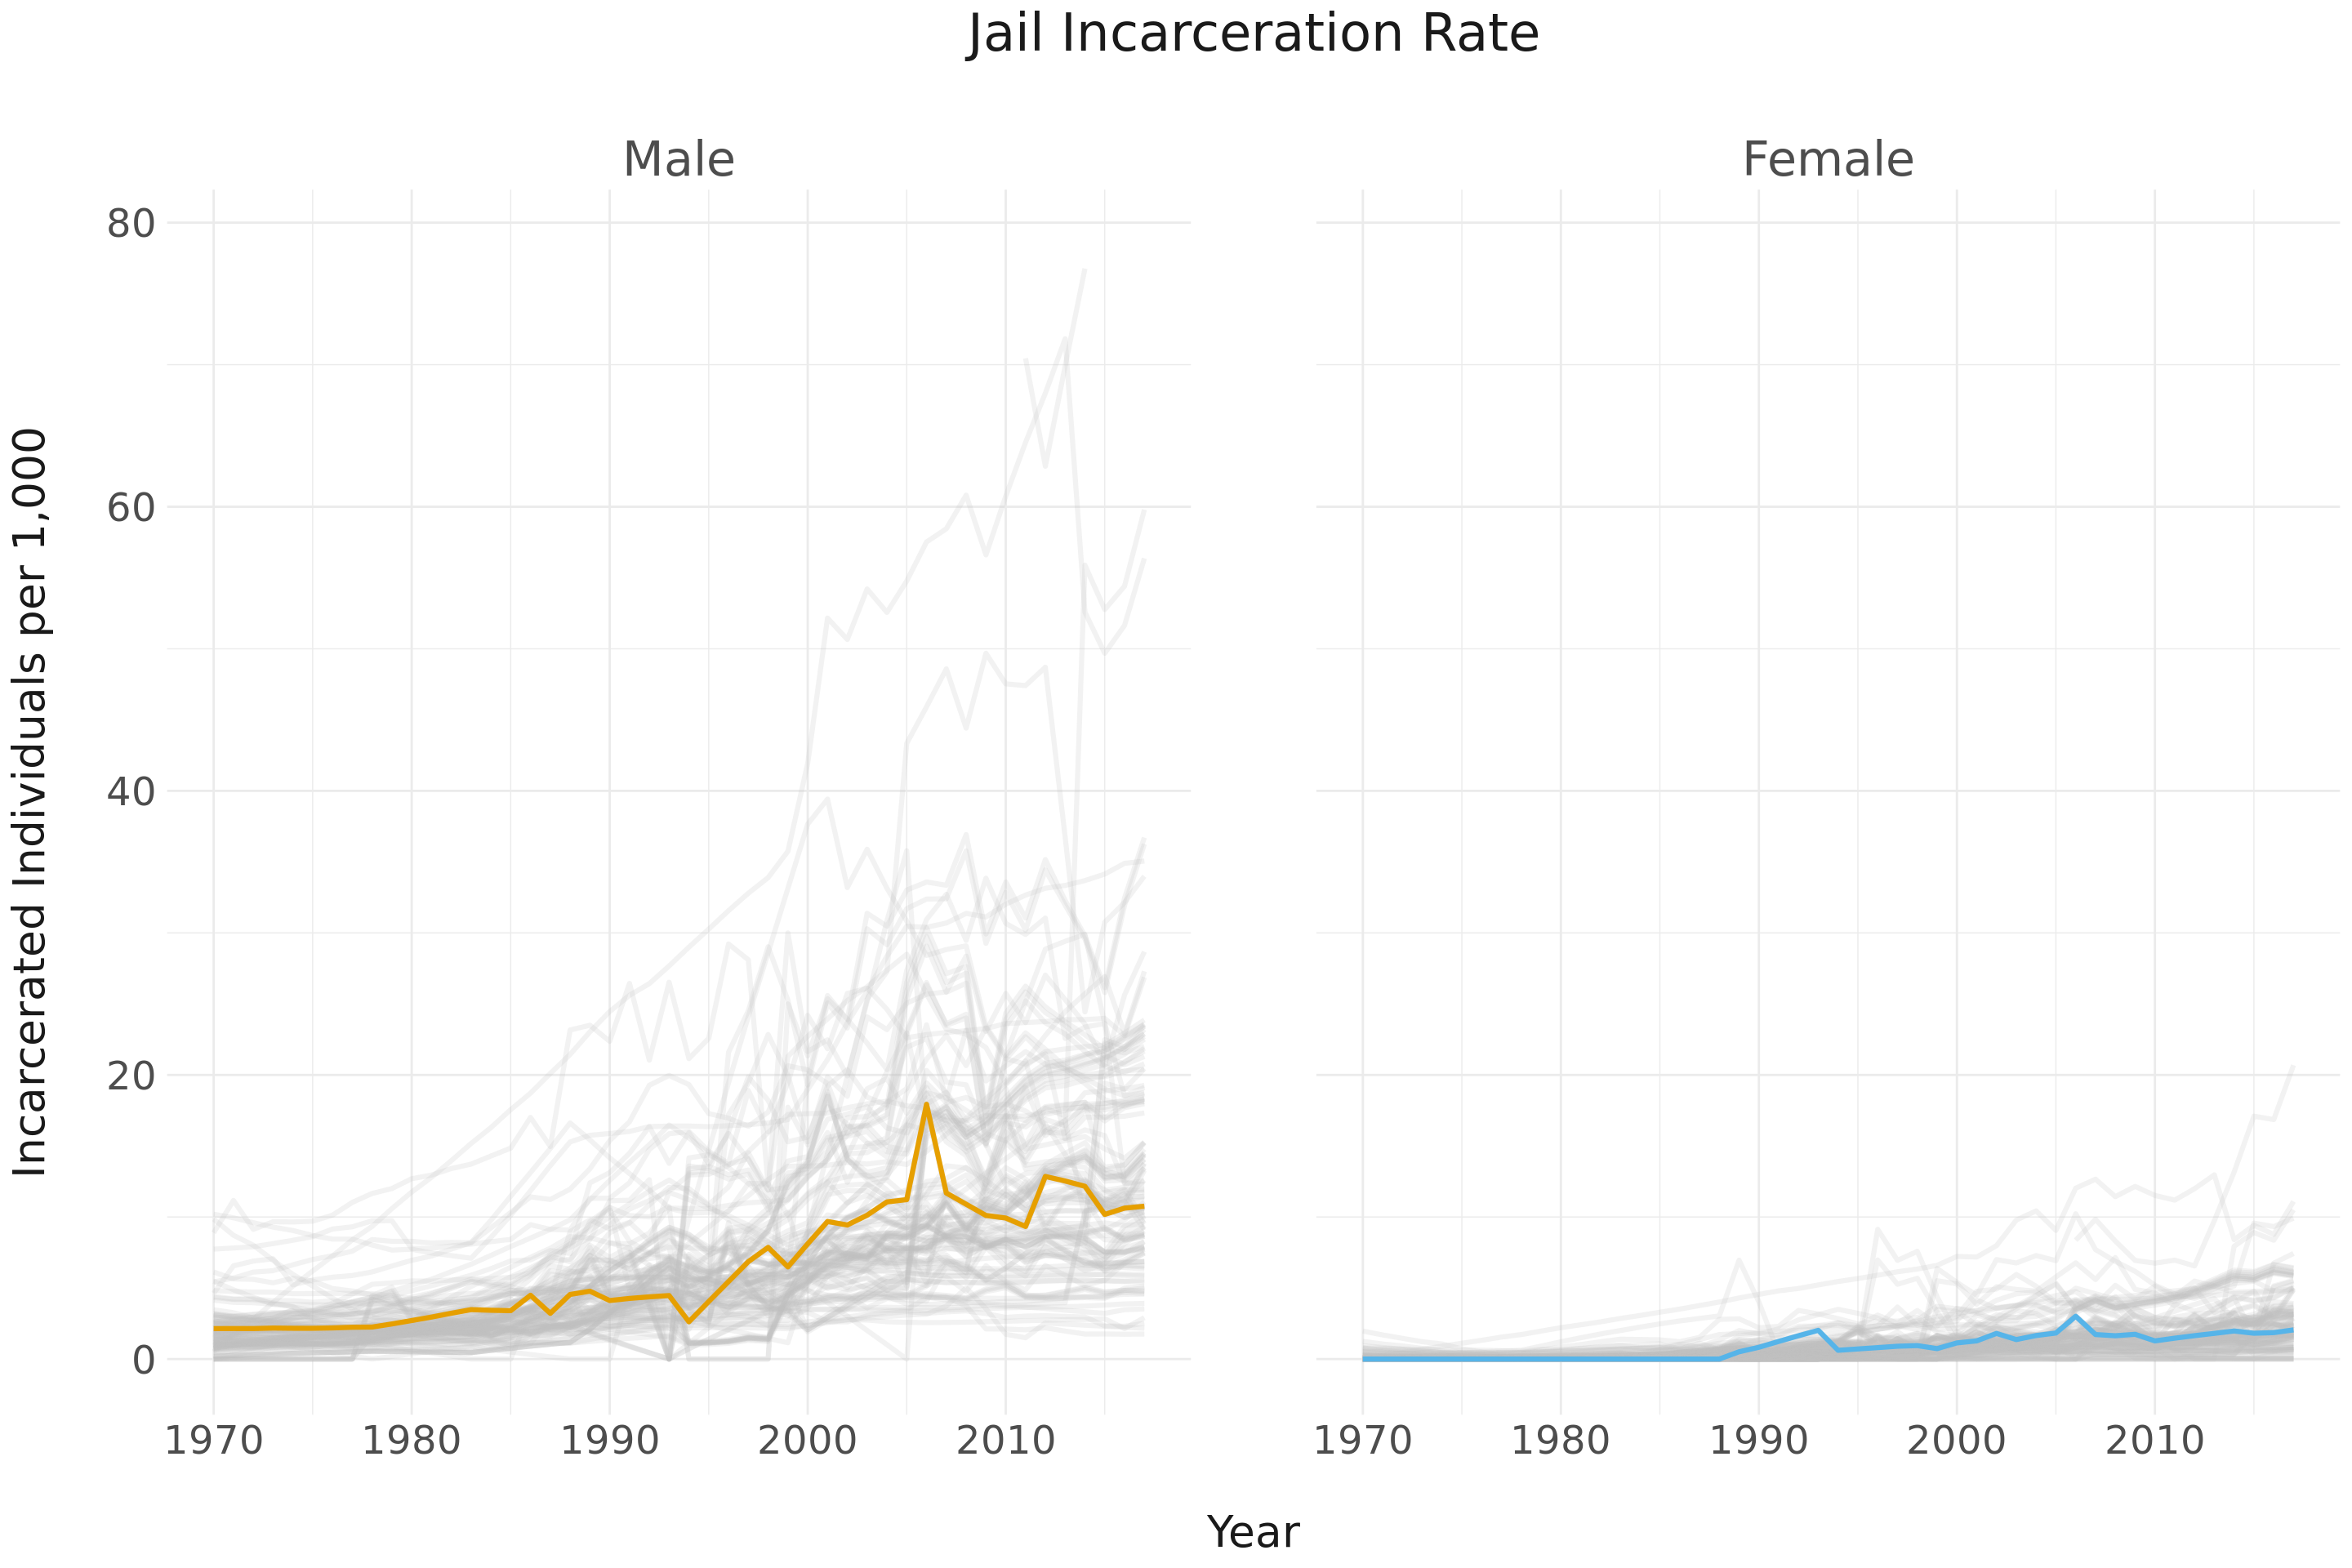 Jail Incarceration Rate
Male
Female
Incarcerated Individuals per 1,000
80
60
40
20
0
1970 1980 1990 2000 2010
1970 1980 1990 2000 2010
Year